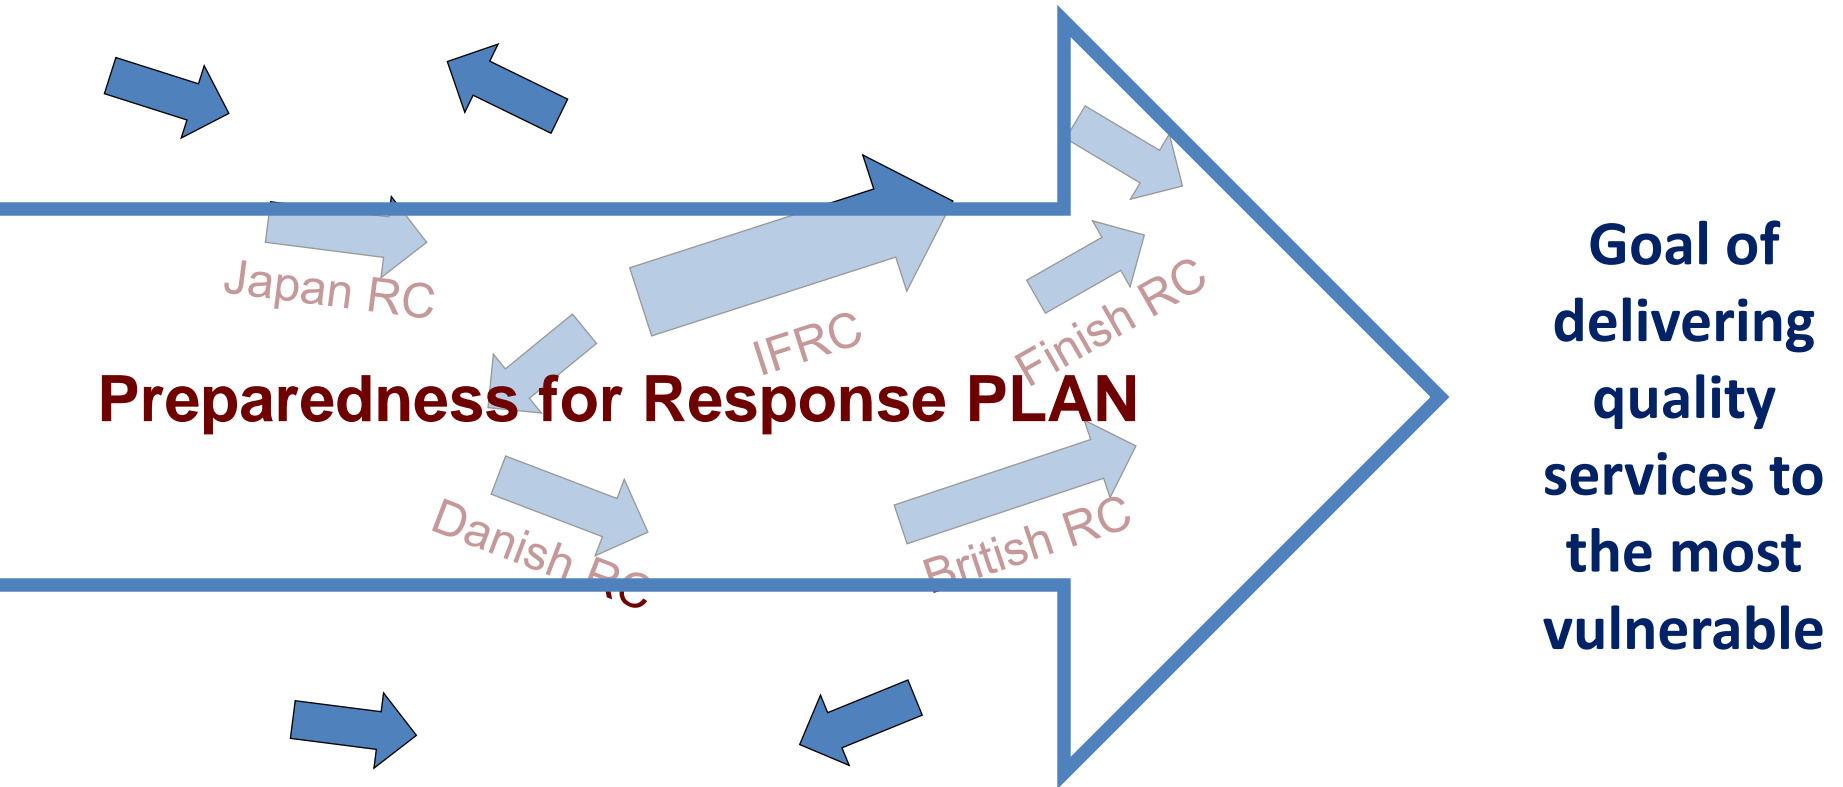 Japan RC
IFRC
Finish RC
Preparedness for Response PLAN
Danish RC
British RC
Goal of
delivering
quality
services to
the most
vulnerable